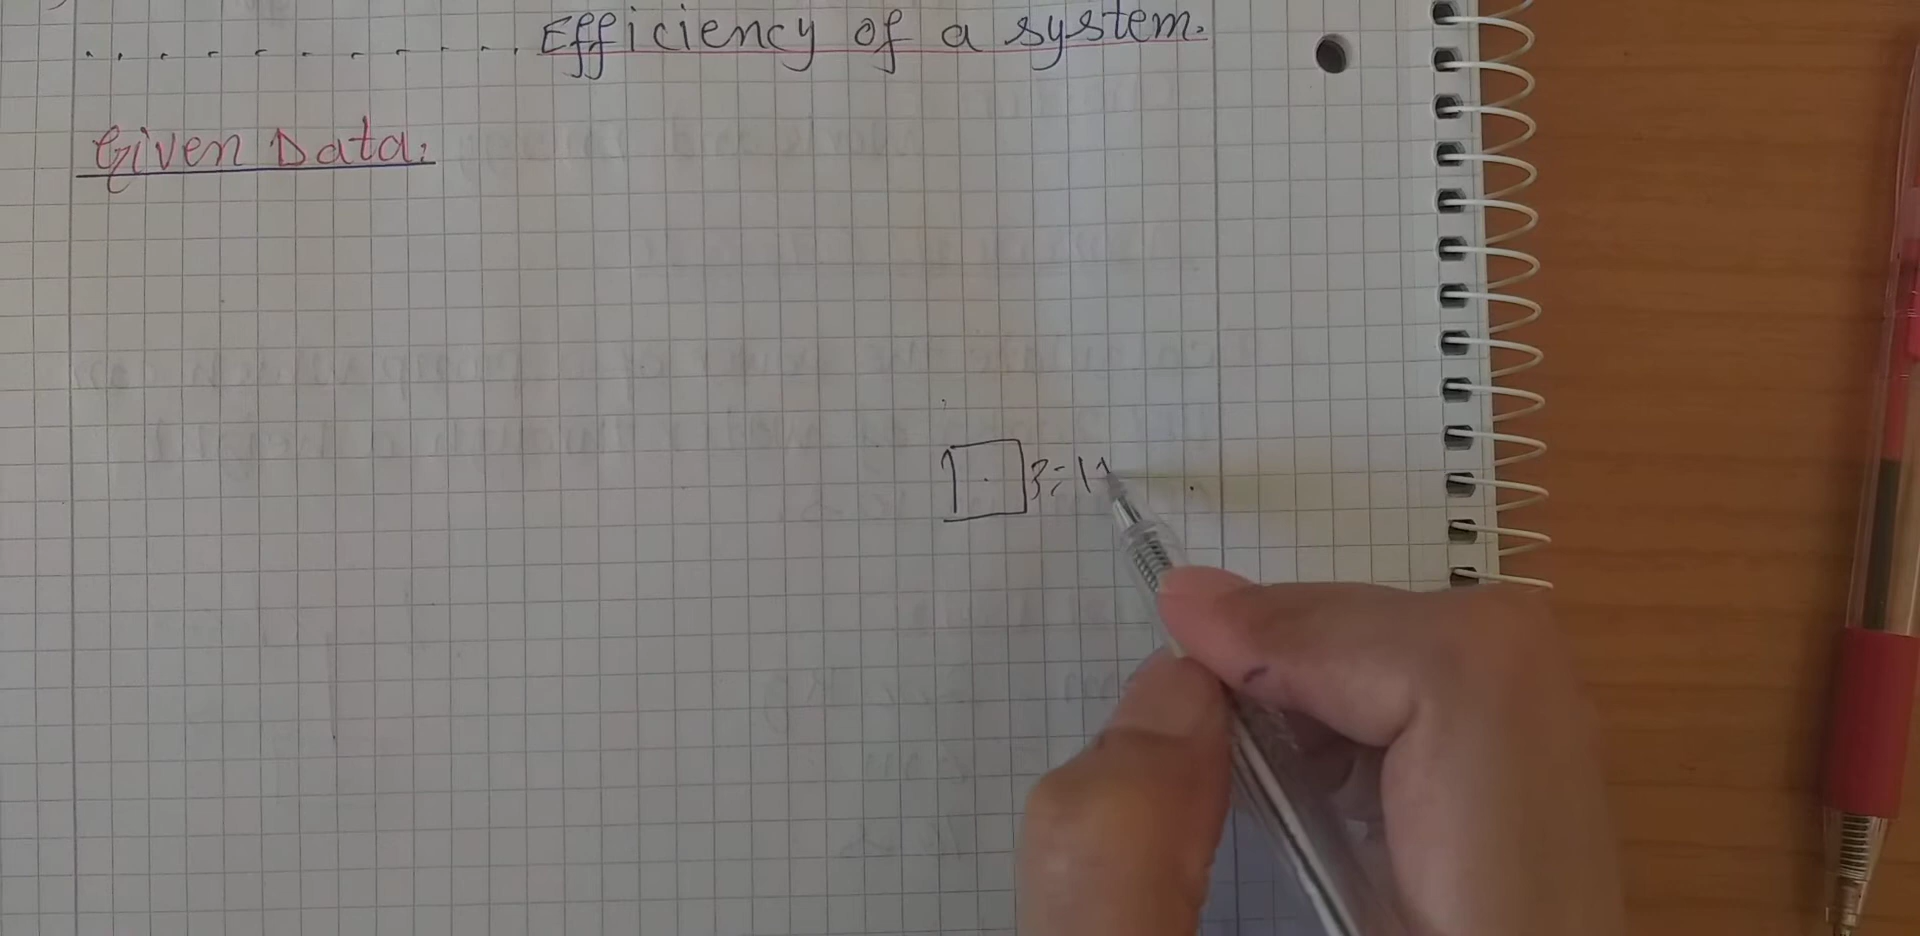 . . . . . . . . . . . Efficiency of a system.
Given Data: